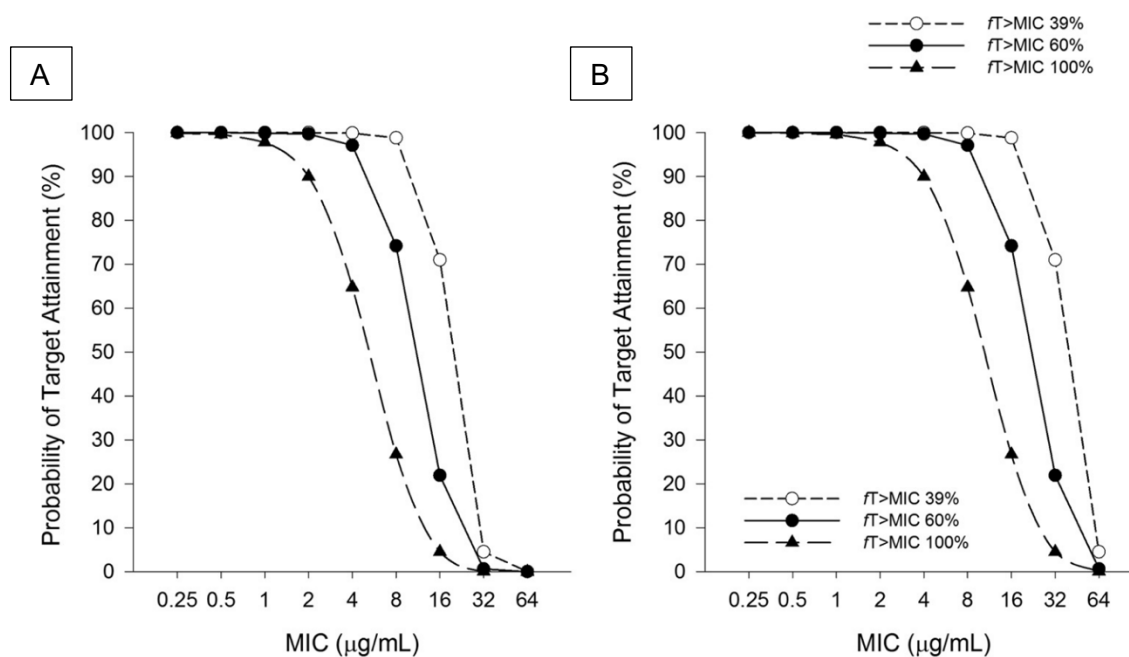 fT>MIC 39%
fT>MIC 60%
fT>MIC 100%
A
B
Probability of Target Attainment (%)
100
90
80
70
60
50
40
30
20
10
0
0.25 0.5 1 2 4 8 16 32 64
MIC (µg/mL)
Probability of Target Attainment (%)
100
90
80
70
60
50
40
30
20
10
0
fT>MIC 39%
fT>MIC 60%
fT>MIC 100%
0.25 0.5 1 2 4 8 16 32 64
MIC (µg/mL)